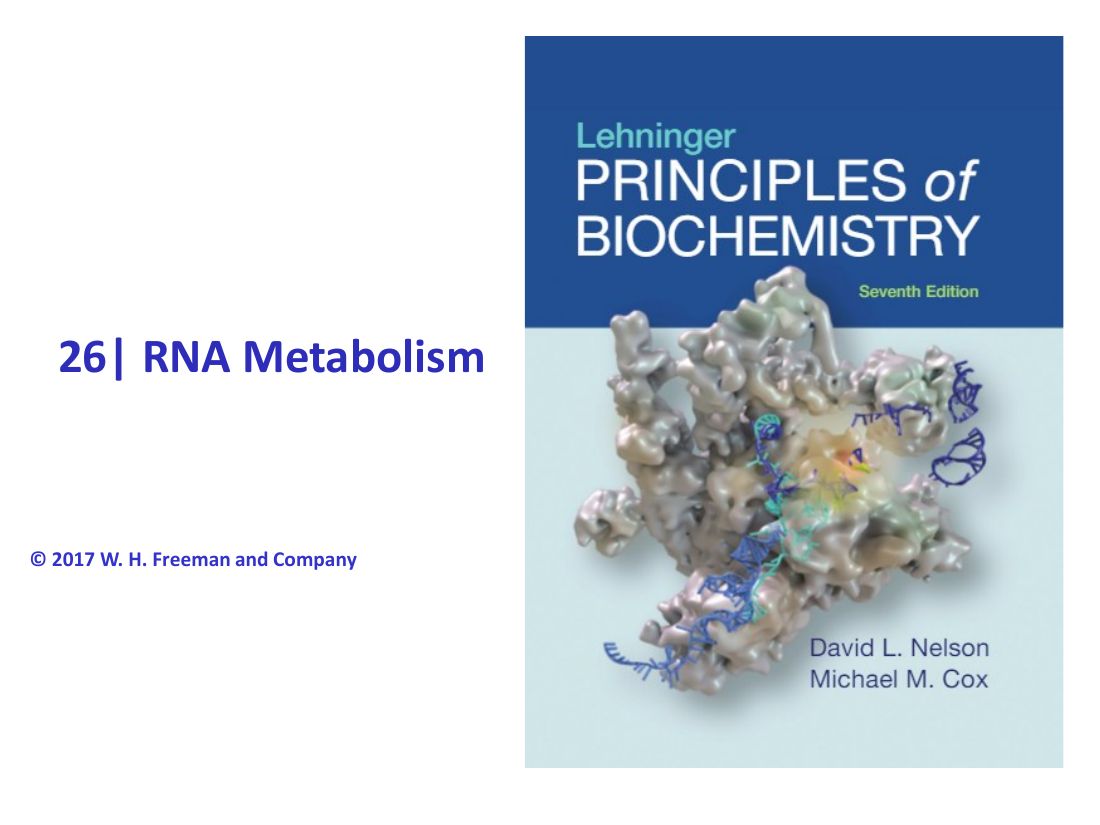 26| RNA Metabolism
© 2017 W. H. Freeman and Company
Lehninger
PRINCIPLES of
BIOCHEMISTRY
Seventh Edition
David L. Nelson
Michael M. Cox